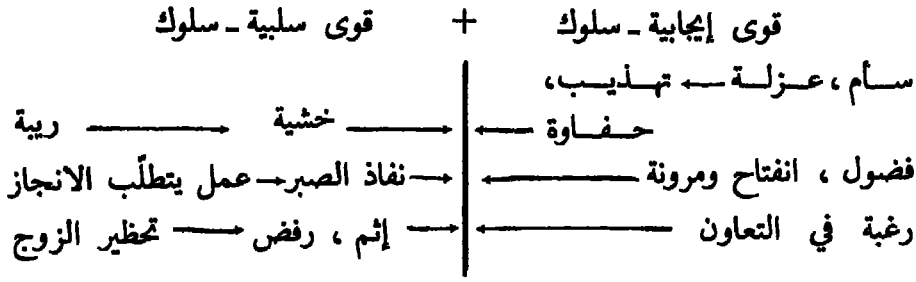 قوى إيجابية ـ سلوك + قوى سلبية ـ سلوك
سأم ، عزلة ← تهذيب،
حفاوة ← → خشية → ريبة
فضول ، انفتاح ومرونة ← → نفاذ الصبر → عمل يتطلّب الانجاز
رغبة في التعاون ← → إثم ، رفض → تحظير الزوج